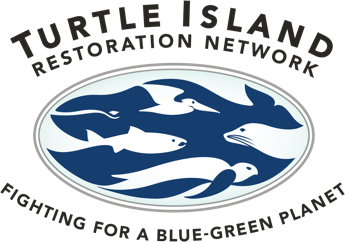 TURTLE ISLAND
RESTORATION NETWORK
FIGHTING FOR A BLUE-GREEN PLANET